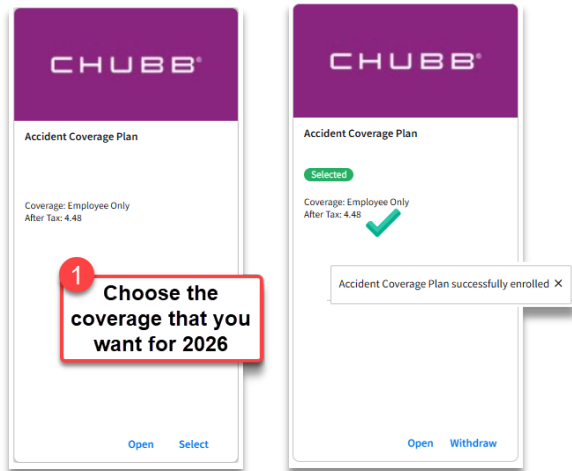 CHUBB®
Accident Coverage Plan
Coverage: Employee Only
After Tax: 4.48
1
Choose the
coverage that you
want for 2026
Open Select
CHUBB®
Accident Coverage Plan
Selected
Coverage: Employee Only
After Tax: 4.48
Accident Coverage Plan successfully enrolled ×
Open Withdraw